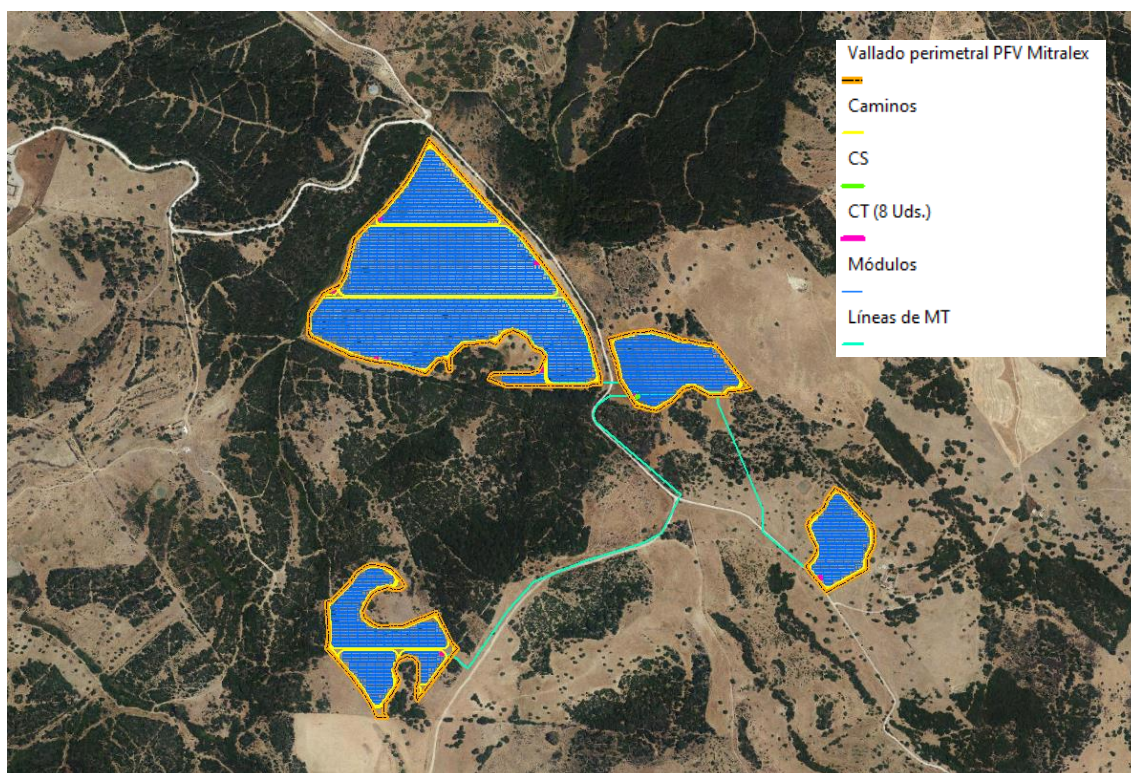 Vallado perimetral PFV Mitralex
Caminos
CS
CT (8 Uds.)
Módulos
Líneas de MT